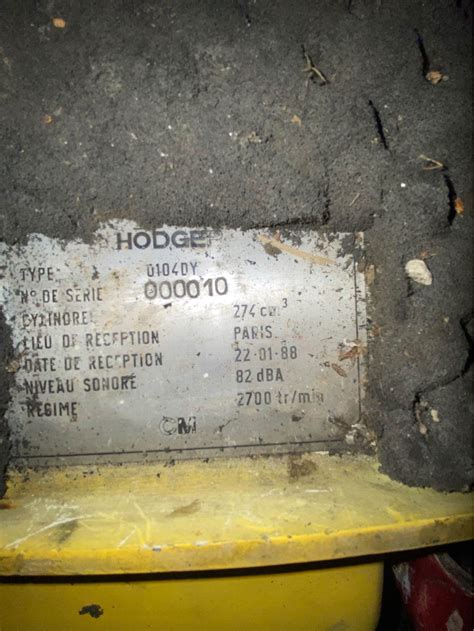 HODGE
TYPE 0104DY
N° DE SERIE 000010
CYLINDREE 274 cm³
LIEU DE RECEPTION PARIS
DATE DE RECEPTION 22-01-88
NIVEAU SONORE 82 dBA
REGIME 2700 tr/min